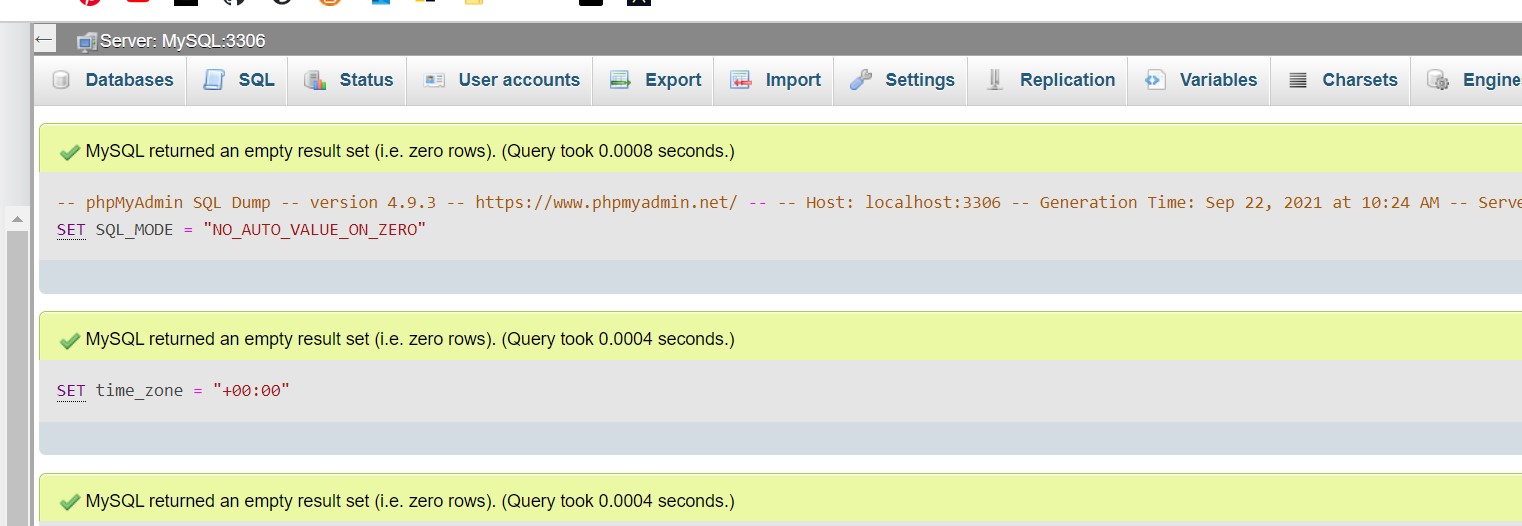 ← Server: MySQL:3306
Databases SQL Status User accounts Export Import Settings Replication Variables Charsets Engine
MySQL returned an empty result set (i.e. zero rows). (Query took 0.0008 seconds.)
-- phpMyAdmin SQL Dump -- version 4.9.3 -- https://www.phpmyadmin.net/ -- -- Host: localhost:3306 -- Generation Time: Sep 22, 2021 at 10:24 AM -- Serve
SET SQL_MODE = "NO_AUTO_VALUE_ON_ZERO"
MySQL returned an empty result set (i.e. zero rows). (Query took 0.0004 seconds.)
SET time_zone = "+00:00"
MySQL returned an empty result set (i.e. zero rows). (Query took 0.0004 seconds.)